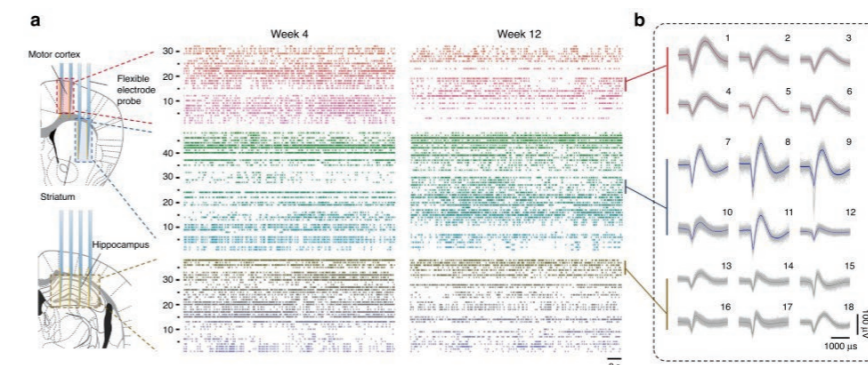 a
Week 4
Week 12
b
Motor cortex
Flexible
electrode
probe
30
20
10
40
30
20
10
30
20
10
Striatum
Hippocampus
1
2
3
4
5
6
7
8
9
10
11
12
13
14
15
16
17
18
100 µV
1000 µs